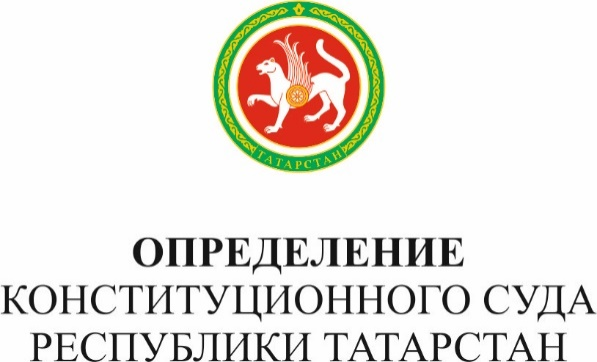 ТАТАРСТАН
ОПРЕДЕЛЕНИЕ
КОНСТИТУЦИОННОГО СУДА
РЕСПУБЛИКИ ТАТАРСТАН